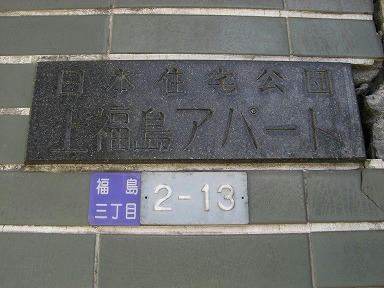 日本住宅公団
上福島アパート
福島
三丁目
2-13